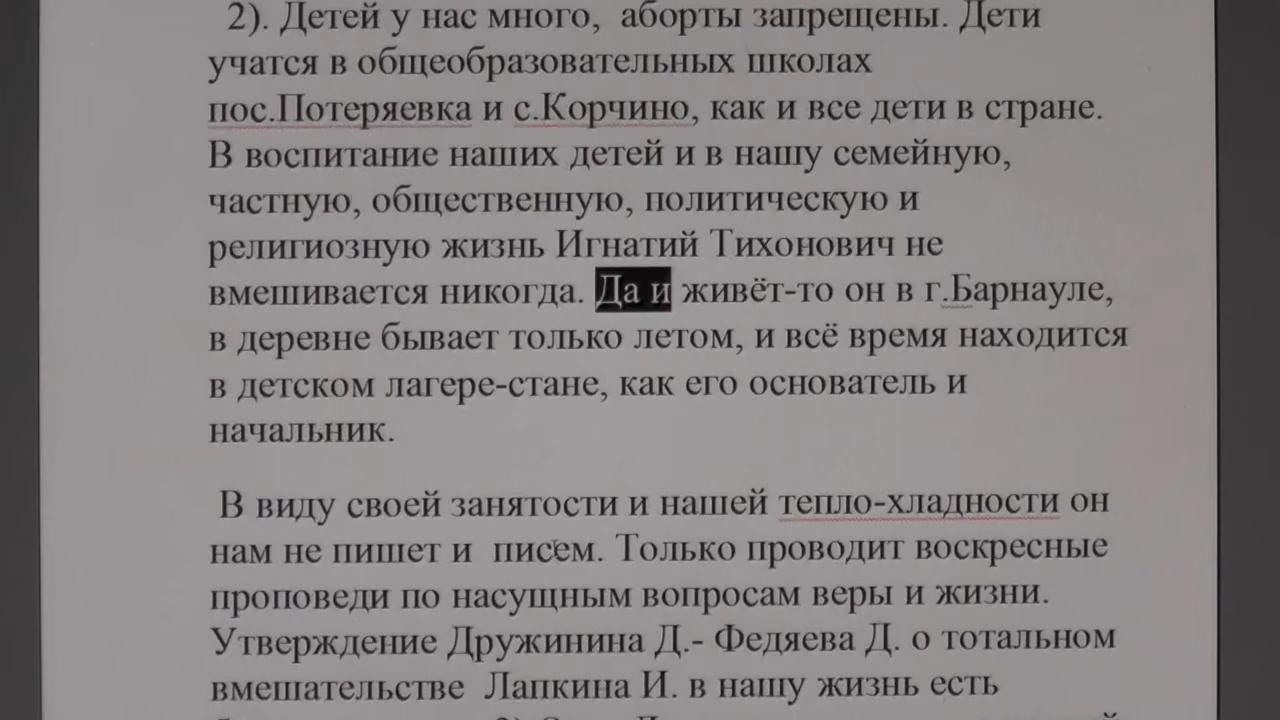 2). Детей у нас много,  аборты запрещены. Дети
учатся в общеобразовательных школах
пос.Потеряевка и с.Корчино, как и все дети в стране.
В воспитание наших детей и в нашу семейную,
частную, общественную, политическую и
религиозную жизнь Игнатий Тихонович не
вмешивается никогда. Да и живёт-то он в г.Барнауле,
в деревне бывает только летом, и всё время находится
в детском лагере-стане, как его основатель и
начальник.
В виду своей занятости и нашей тепло-хладности он
нам не пишет и  писем. Только проводит воскресные
проповеди по насущным вопросам веры и жизни.
Утверждение Дружинина Д.- Федяева Д. о тотальном
вмешательстве  Лапкина И. в нашу жизнь есть